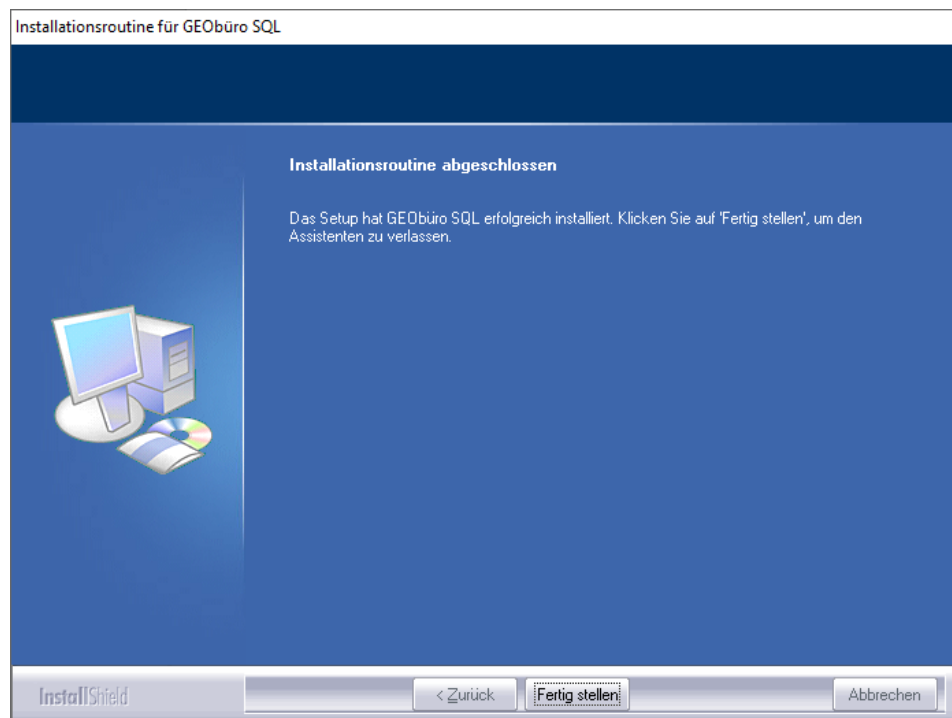 Installationsroutine für GEObüro SQL
Installationsroutine abgeschlossen
Das Setup hat GEObüro SQL erfolgreich installiert. Klicken Sie auf 'Fertig stellen', um den
Assistenten zu verlassen.
InstallShield
< Zurück
Fertig stellen
Abbrechen